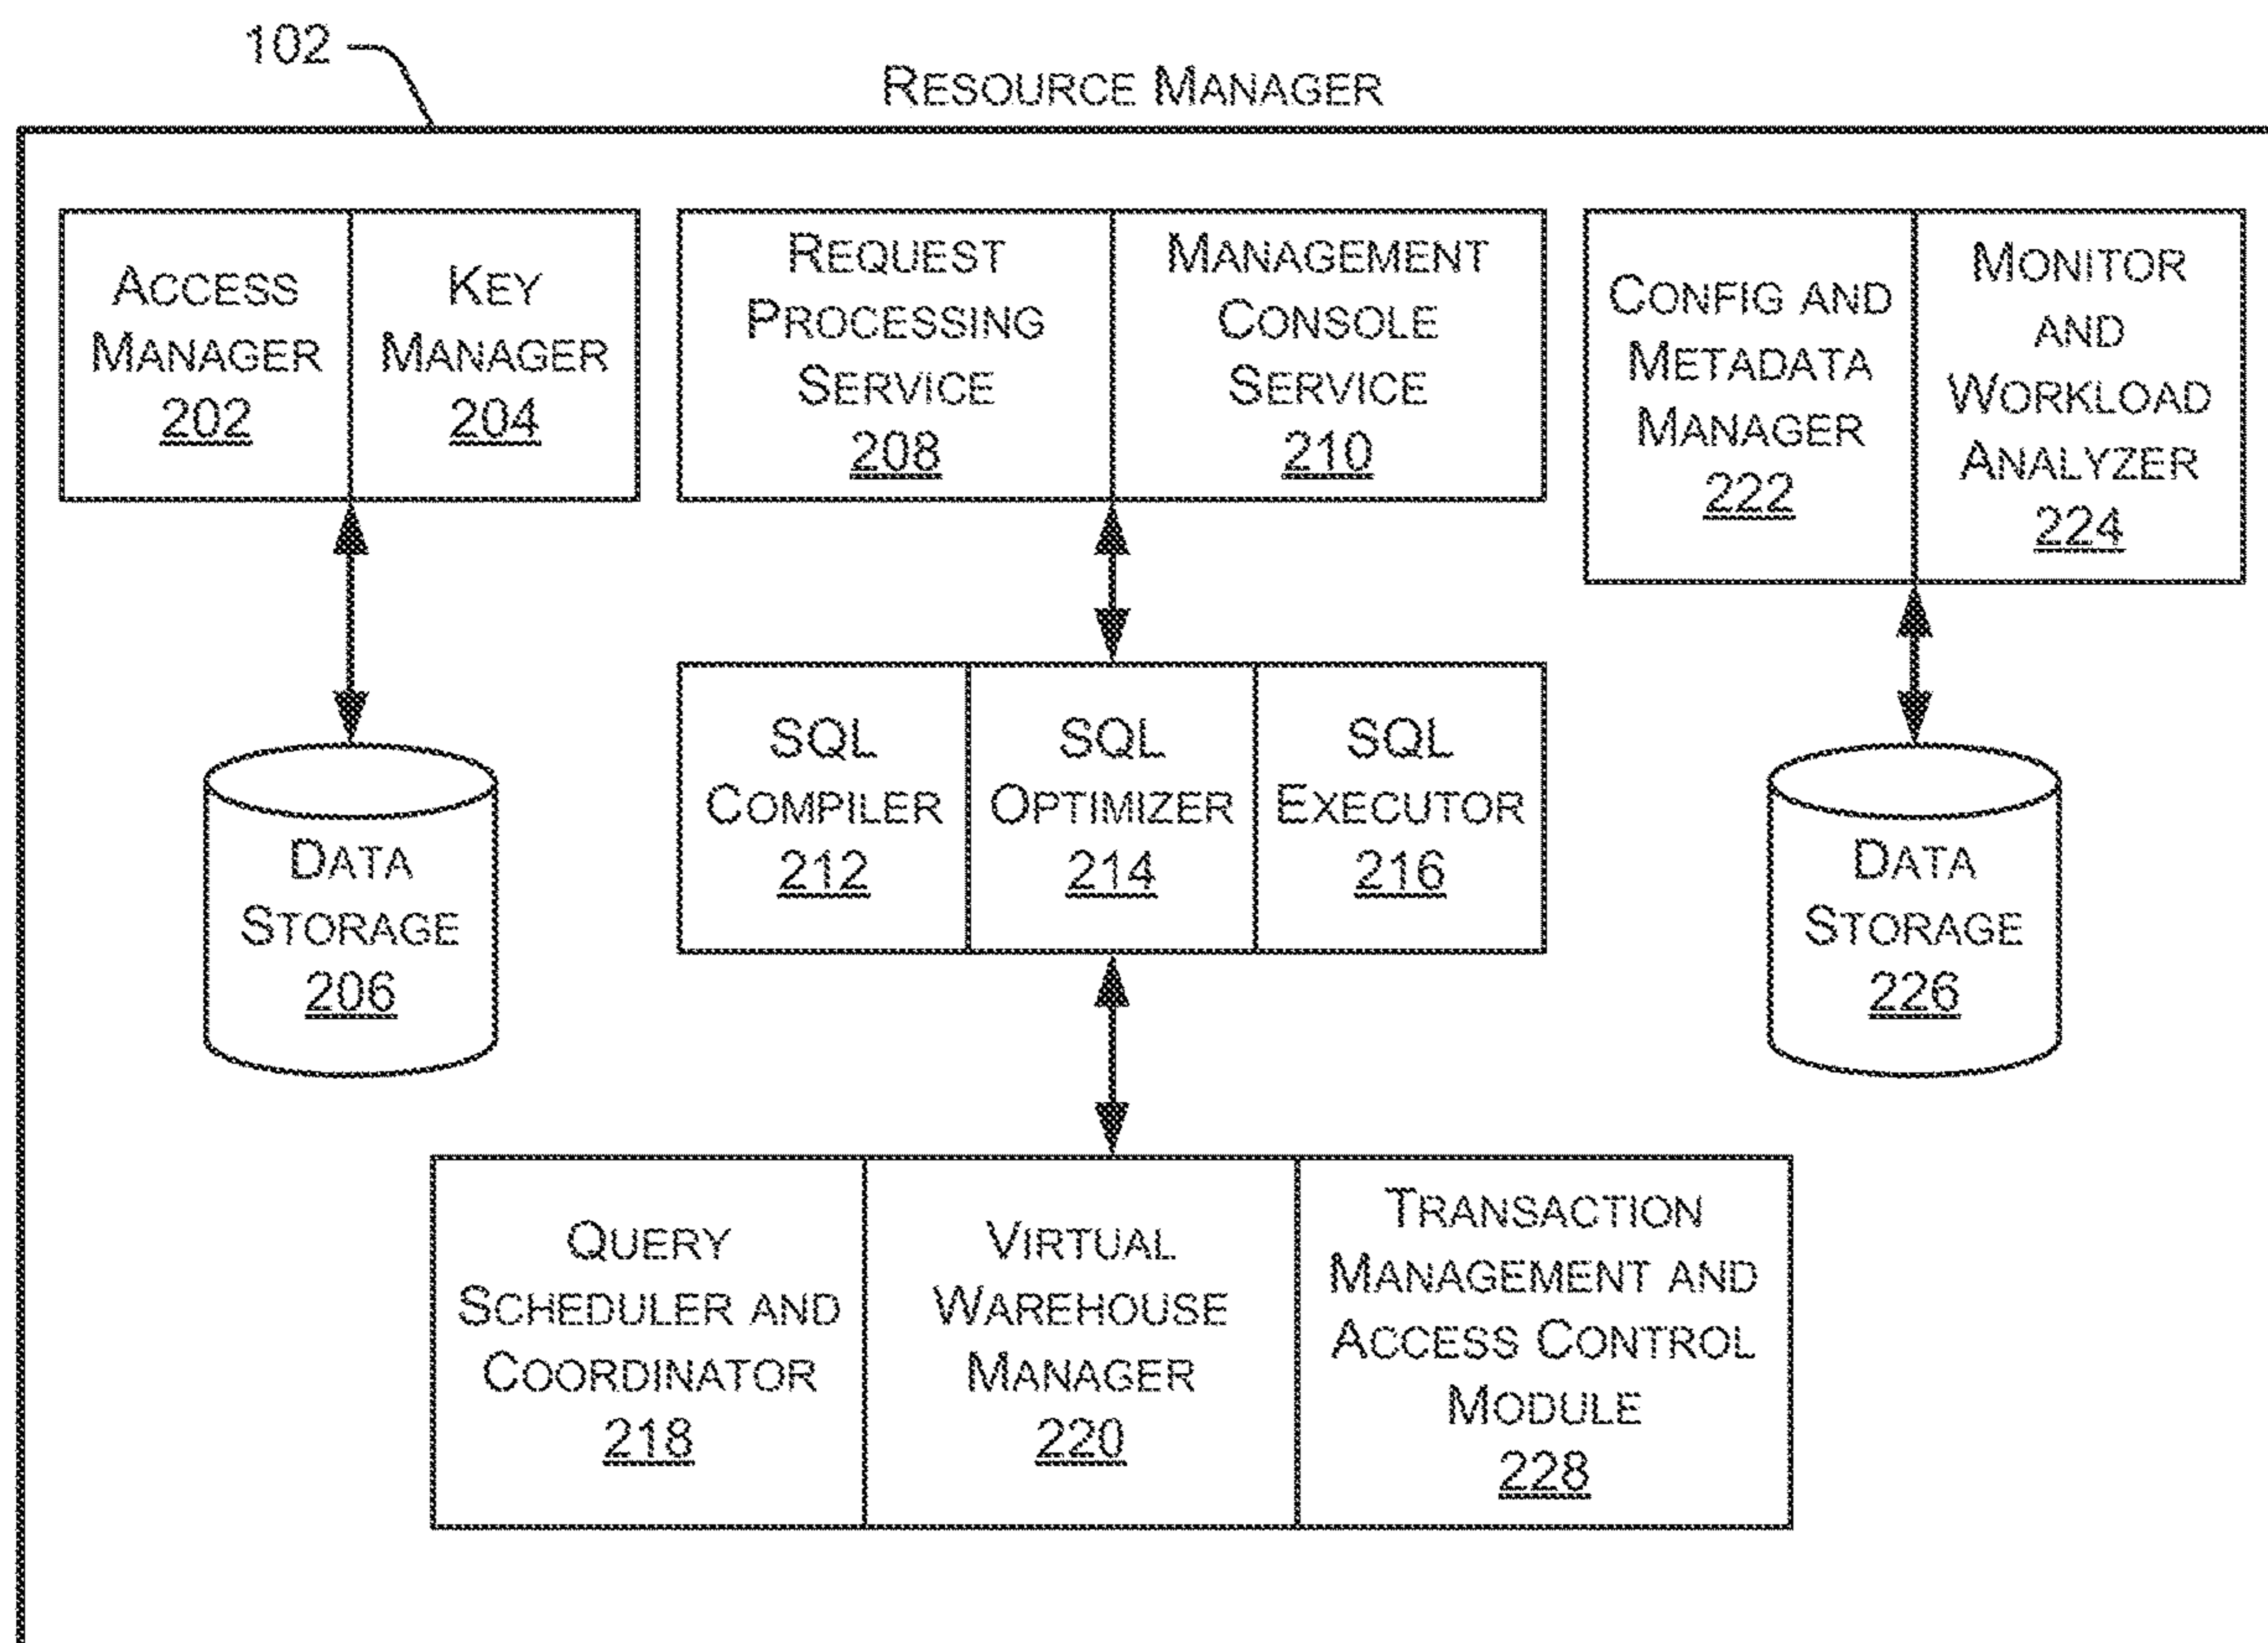 102
RESOURCE MANAGER
ACCESS
MANAGER
202
KEY
MANAGER
204
REQUEST
PROCESSING
SERVICE
208
MANAGEMENT
CONSOLE
SERVICE
210
CONFIG AND
METADATA
MANAGER
222
MONITOR
AND
WORKLOAD
ANALYZER
224
DATA
STORAGE
206
SQL
COMPILER
212
SQL
OPTIMIZER
214
SQL
EXECUTOR
216
DATA
STORAGE
226
QUERY
SCHEDULER AND
COORDINATOR
218
VIRTUAL
WAREHOUSE
MANAGER
220
TRANSACTION
MANAGEMENT AND
ACCESS CONTROL
MODULE
228